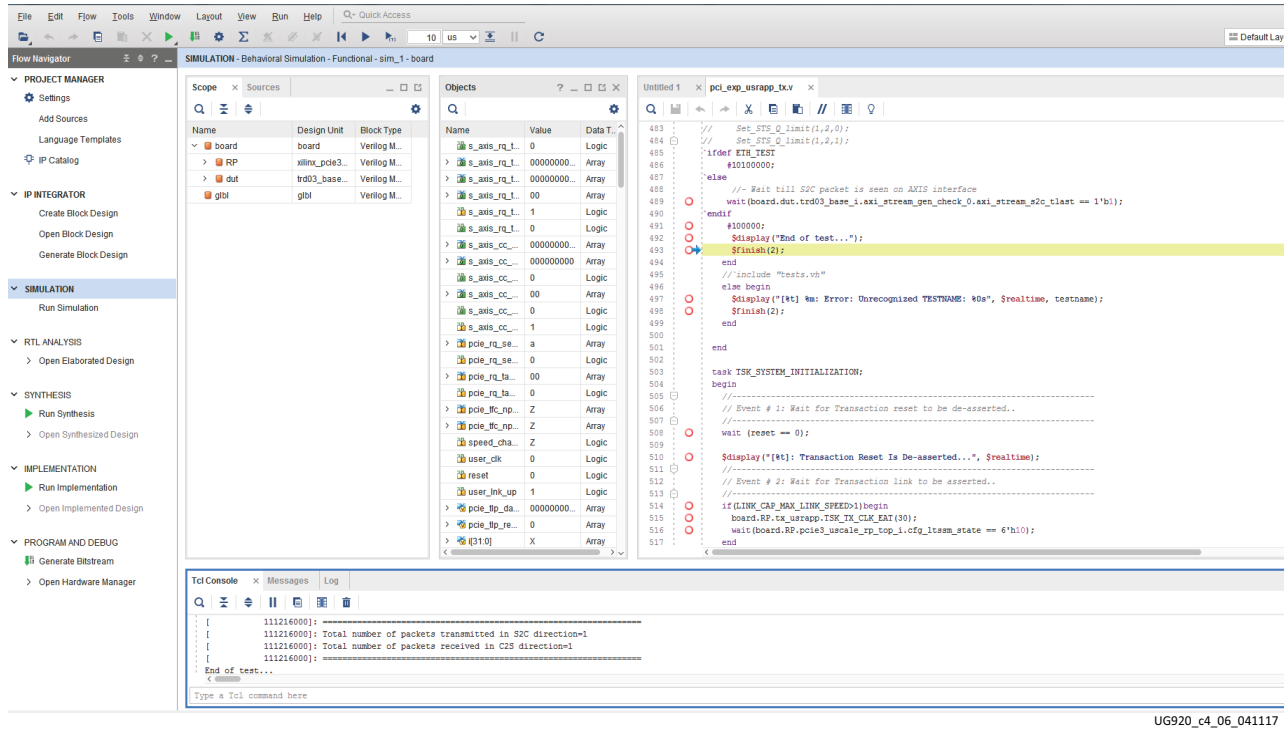 File Edit Flow Tools Window Layout View Run Help Quick Access
10 us Default Lay
Flow Navigator
SIMULATION - Behavioral Simulation - Functional - sim_1 - board
PROJECT MANAGER
Settings
Add Sources
Language Templates
IP Catalog
IP INTEGRATOR
Create Block Design
Open Block Design
Generate Block Design
SIMULATION
Run Simulation
RTL ANALYSIS
Open Elaborated Design
SYNTHESIS
Run Synthesis
Open Synthesized Design
IMPLEMENTATION
Run Implementation
Open Implemented Design
PROGRAM AND DEBUG
Generate Bitstream
Open Hardware Manager
Scope Sources
Name Design Unit Block Type
board board Verilog M...
RP xilinx_pcie3... Verilog M...
dut trd03_base... Verilog M...
glbl glbl Verilog M...
Objects
Name Value Data T...
s_axis_rq_t... 0 Logic
s_axis_rq_t... 00000000... Array
s_axis_rq_t... 00000000... Array
s_axis_rq_t... 00 Array
s_axis_rq_t... 1 Logic
s_axis_rq_t... 0 Logic
s_axis_cc_... 00000000... Array
s_axis_cc_... 000000000 Array
s_axis_cc_... 0 Logic
s_axis_cc_... 00 Array
s_axis_cc_... 0 Logic
s_axis_cc_... 1 Logic
pcie_rq_se... a Array
pcie_rq_se... 0 Logic
pcie_rq_ta... 00 Array
pcie_rq_ta... 0 Logic
pcie_tfc_np... Z Array
pcie_tfc_np... Z Array
speed_cha... Z Logic
user_clk 0 Logic
reset 0 Logic
user_lnk_up 1 Logic
pcie_tlp_da... 00000000... Array
pcie_tlp_re... 0 Array
i[31:0] X Array
Untitled 1 pci_exp_usrapp_tx.v
483 // Set_STS_Q_limit(1,2,0);
484 // Set_STS_Q_limit(1,2,1);
485 `ifdef ETH_TEST
486 #10100000;
487 `else
488 //- Wait till S2C packet is seen on AXIS interface
489 wait(board.dut.trd03_base_i.axi_stream_gen_check_0.axi_stream_s2c_tlast == 1'b1);
490 `endif
491 #100000;
492 $display("End of test...");
493 $finish(2);
494 end
495 //`include "tests.vh"
496 else begin
497 $display("[%t] %m: Error: Unrecognized TESTNAME: %0s", $realtime, testname);
498 $finish(2);
499 end
500
501 end
502
503 task TSK_SYSTEM_INITIALIZATION;
504 begin
505 //--------------------------------------------------------------------------
506 // Event # 1: Wait for Transaction reset to be de-asserted..
507 //--------------------------------------------------------------------------
508 wait (reset == 0);
509
510 $display("[%t]: Transaction Reset Is De-asserted...", $realtime);
511 //--------------------------------------------------------------------------
512 // Event # 2: Wait for Transaction link to be asserted..
513 //--------------------------------------------------------------------------
514 if(LINK_CAP_MAX_LINK_SPEED>1)begin
515 board.RP.tx_usrapp.TSK_TX_CLK_EAT(30);
516 wait(board.RP.pcie3_uscale_rp_top_i.cfg_ltssm_state == 6'h10);
517 end
Tcl Console Messages Log
[ 111216000]: ==================================================================
[ 111216000]: Total number of packets transmitted in S2C direction=1
[ 111216000]: Total number of packets received in C2S direction=1
[ 111216000]: ==================================================================
End of test...
Type a Tcl command here
UG920_c4_06_041117